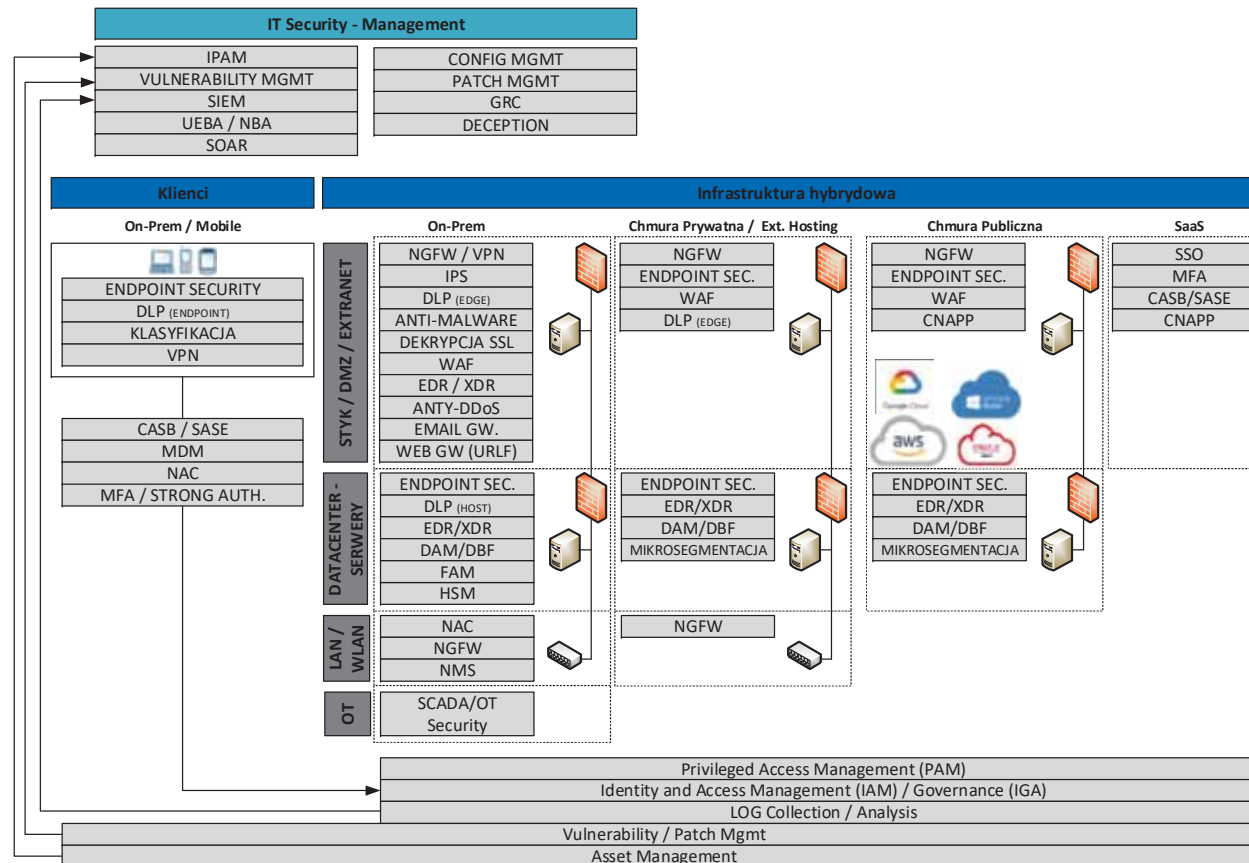 IT Security - Management
IPAM
VULNERABILITY MGMT
SIEM
UEBA / NBA
SOAR
CONFIG MGMT
PATCH MGMT
GRC
DECEPTION
Klienci
Infrastruktura hybrydowa
On-Prem / Mobile
ENDPOINT SECURITY
DLP (ENDPOINT)
KLASYFIKACJA
VPN
CASB / SASE
MDM
NAC
MFA / STRONG AUTH.
On-Prem
Chmura Prywatna / Ext. Hosting
Chmura Publiczna
SaaS
STYK / DMZ / EXTRANET
NGFW / VPN
IPS
DLP (EDGE)
ANTI-MALWARE
DEKRYPCJA SSL
WAF
EDR / XDR
ANTY-DDoS
EMAIL GW.
WEB GW (URLF)
NGFW
ENDPOINT SEC.
WAF
DLP (EDGE)
NGFW
ENDPOINT SEC.
WAF
CNAPP
Google Cloud
aws
SSO
MFA
CASB/SASE
CNAPP
DATACENTER -
SERWERY
ENDPOINT SEC.
DLP (HOST)
EDR/XDR
DAM/DBF
FAM
HSM
ENDPOINT SEC.
EDR/XDR
DAM/DBF
MIKROSEGMENTACJA
ENDPOINT SEC.
EDR/XDR
DAM/DBF
MIKROSEGMENTACJA
LAN /
WLAN
NAC
NGFW
NMS
NGFW
OT
SCADA/OT
Security
Privileged Access Management (PAM)
Identity and Access Management (IAM) / Governance (IGA)
LOG Collection / Analysis
Vulnerability / Patch Mgmt
Asset Management